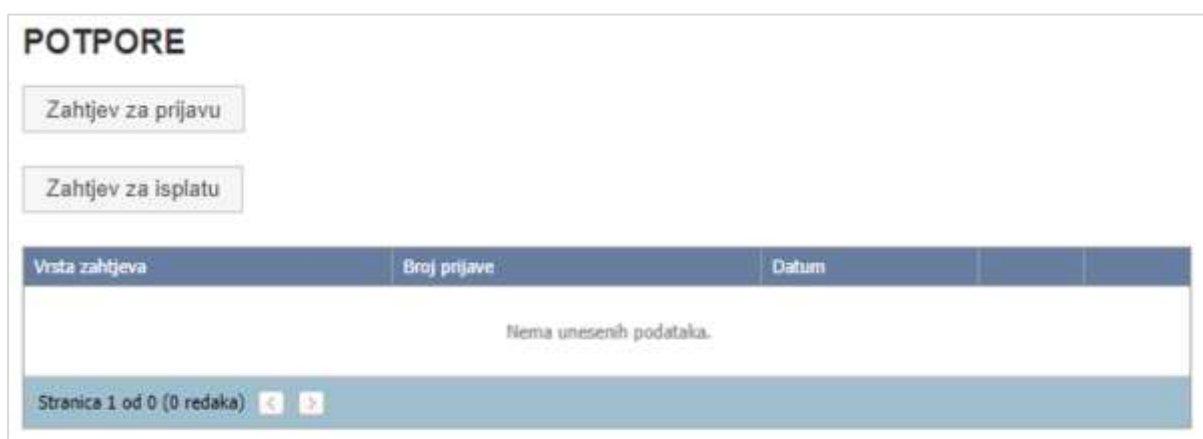 POTPORE
Zahtjev za prijavu
Zahtjev za isplatu
Vrsta zahtjeva Broj prijave Datum
Nema unesenih podataka.
Stranica 1 od 0 (0 redaka) < >